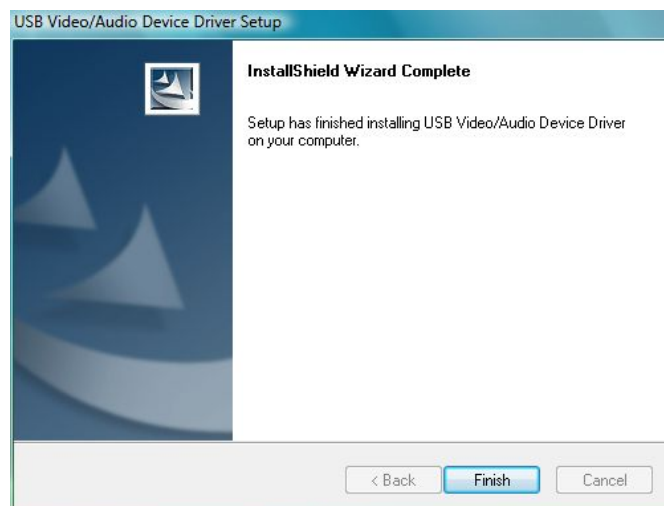 USB Video/Audio Device Driver Setup
InstallShield Wizard Complete
Setup has finished installing USB Video/Audio Device Driver
on your computer.
< Back
Finish
Cancel